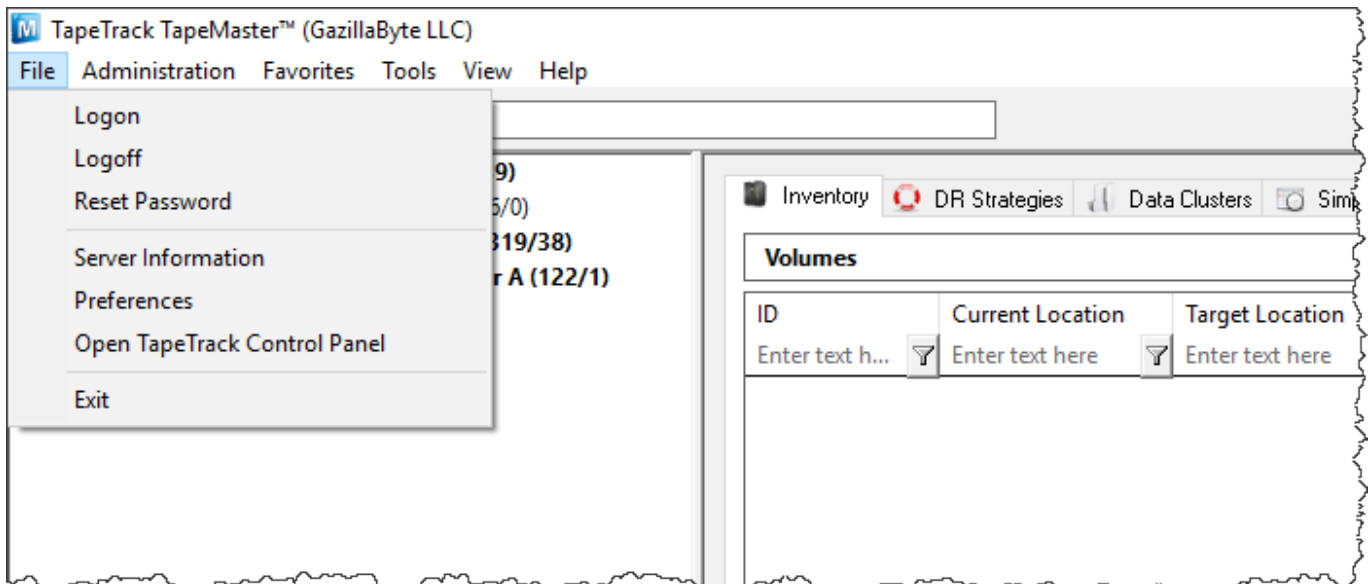 TapeTrack TapeMaster™ (GazillaByte LLC)
File Administration Favorites Tools View Help
Logon
Logoff
Reset Password
Server Information
Preferences
Open TapeTrack Control Panel
Exit
9)
/0)
319/38)
r A (122/1)
Inventory DR Strategies Data Clusters
Volumes
ID Current Location Target Location
Enter text h... Enter text here Enter text here